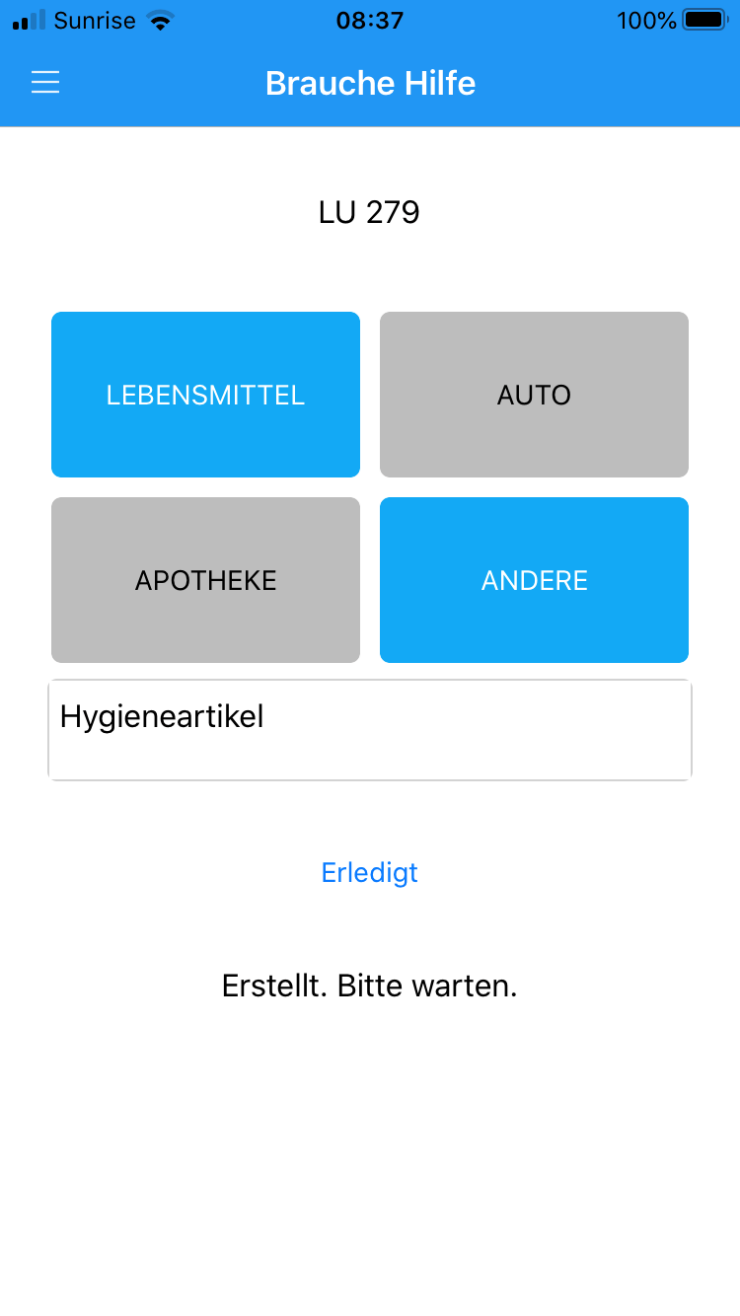 Sunrise 08:37 100%
Brauche Hilfe
LU 279
LEBENSMITTEL AUTO
APOTHEKE ANDERE
Hygieneartikel
Erledigt
Erstellt. Bitte warten.